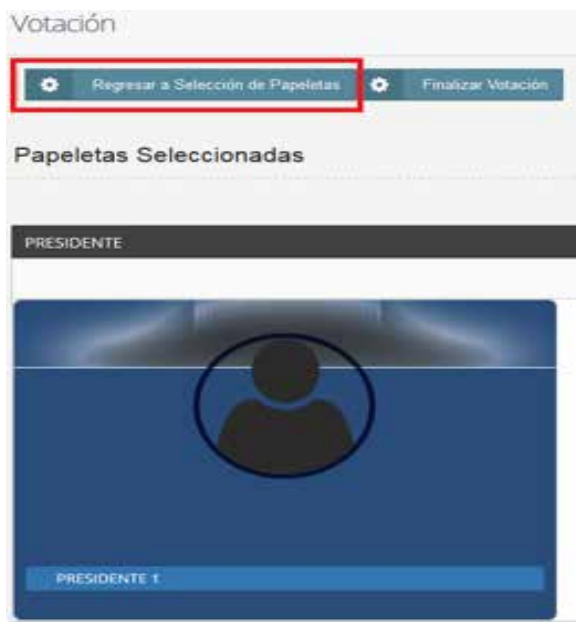 Votación
Regresar a Selección de Papeletas Finalizar Votación
Papeletas Seleccionadas
PRESIDENTE
PRESIDENTE 1